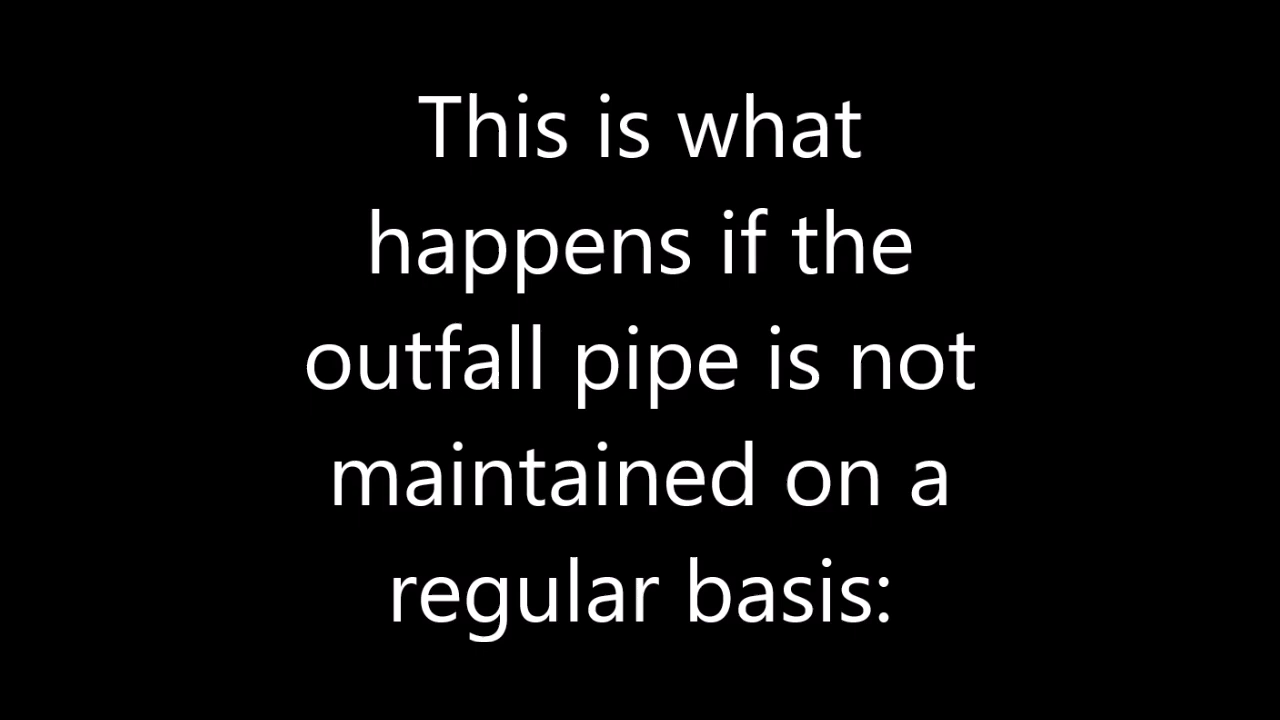 This is what
happens if the
outfall pipe is not
maintained on a
regular basis: